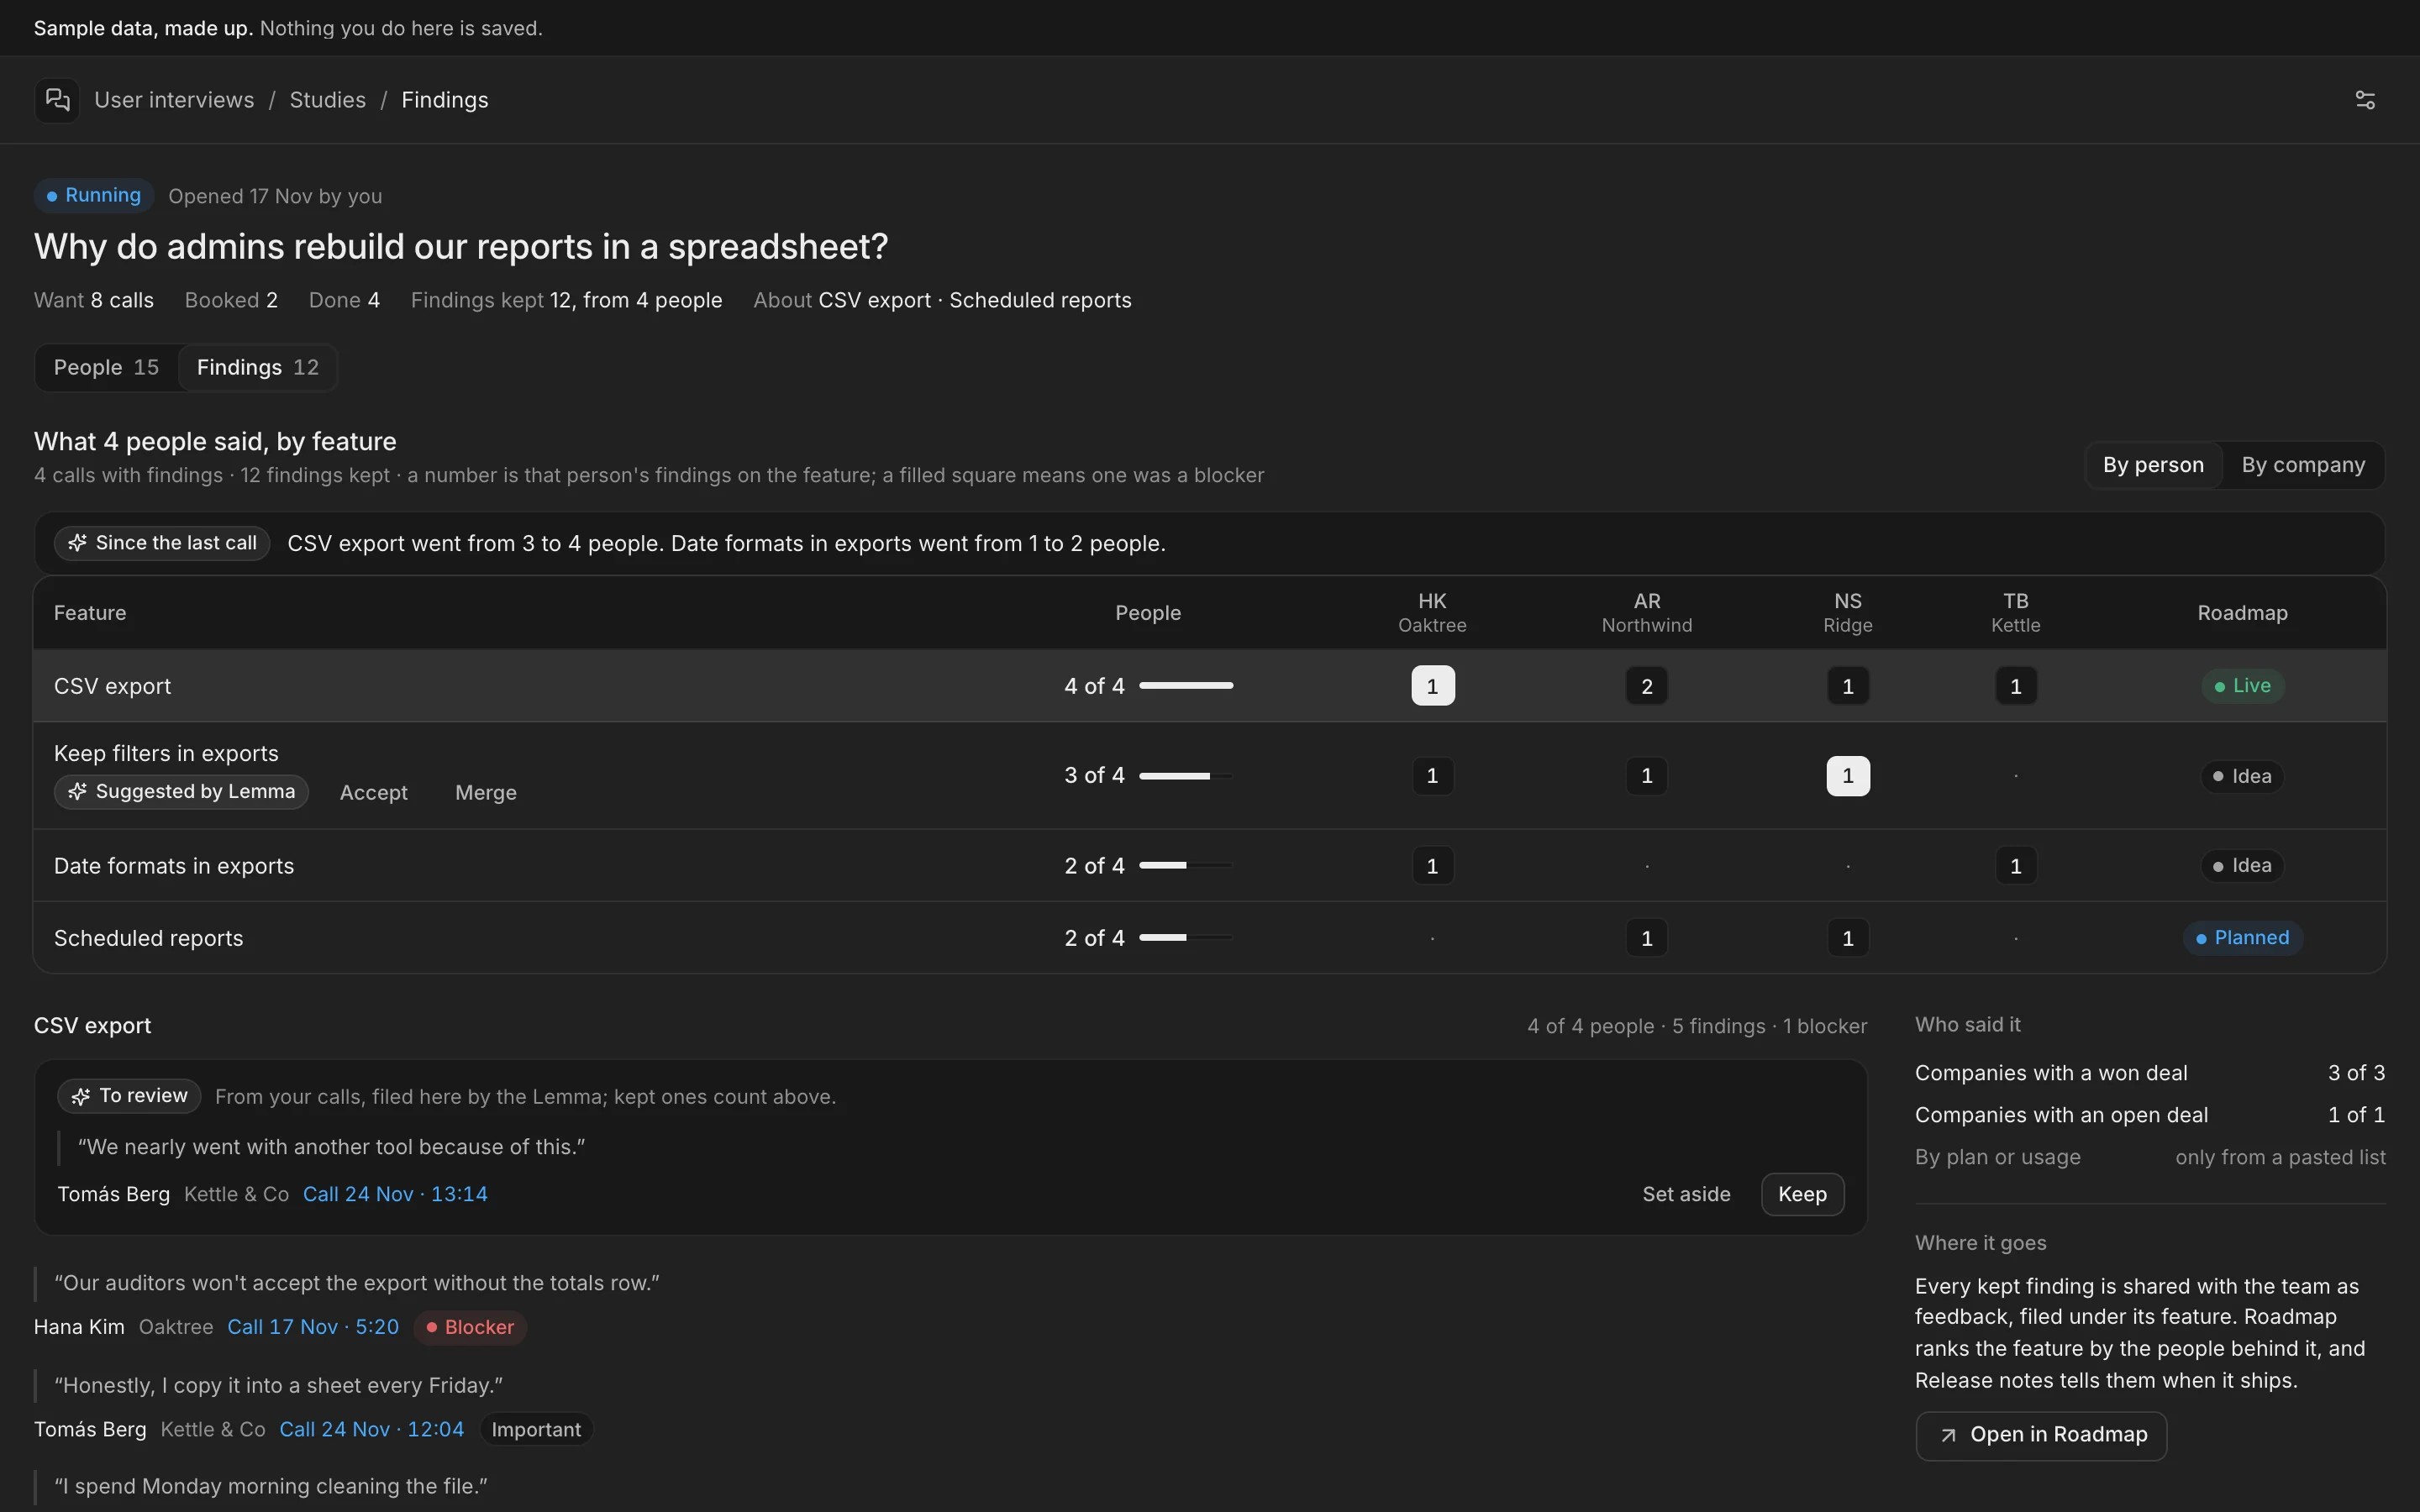 Sample data, made up. Nothing you do here is saved.
User interviews / Studies / Findings
Running Opened 17 Nov by you
Why do admins rebuild our reports in a spreadsheet?
Want 8 calls Booked 2 Done 4 Findings kept 12, from 4 people About CSV export · Scheduled reports
People 15 Findings 12
What 4 people said, by feature
4 calls with findings · 12 findings kept · a number is that person's findings on the feature; a filled square means one was a blocker
By person By company
Since the last call CSV export went from 3 to 4 people. Date formats in exports went from 1 to 2 people.
Feature People HK Oaktree AR Northwind NS Ridge TB Kettle Roadmap
CSV export 4 of 4 1 2 1 1 Live
Keep filters in exports 3 of 4 1 1 1 · Idea
Suggested by Lemma Accept Merge
Date formats in exports 2 of 4 1 · · 1 Idea
Scheduled reports 2 of 4 · 1 1 · Planned
CSV export 4 of 4 people · 5 findings · 1 blocker
To review From your calls, filed here by the Lemma; kept ones count above.
“We nearly went with another tool because of this.”
Tomás Berg Kettle & Co Call 24 Nov · 13:14 Set aside Keep
“Our auditors won't accept the export without the totals row.”
Hana Kim Oaktree Call 17 Nov · 5:20 Blocker
“Honestly, I copy it into a sheet every Friday.”
Tomás Berg Kettle & Co Call 24 Nov · 12:04 Important
“I spend Monday morning cleaning the file.”
Who said it
Companies with a won deal 3 of 3
Companies with an open deal 1 of 1
By plan or usage only from a pasted list
Where it goes
Every kept finding is shared with the team as
feedback, filed under its feature. Roadmap
ranks the feature by the people behind it, and
Release notes tells them when it ships.
Open in Roadmap